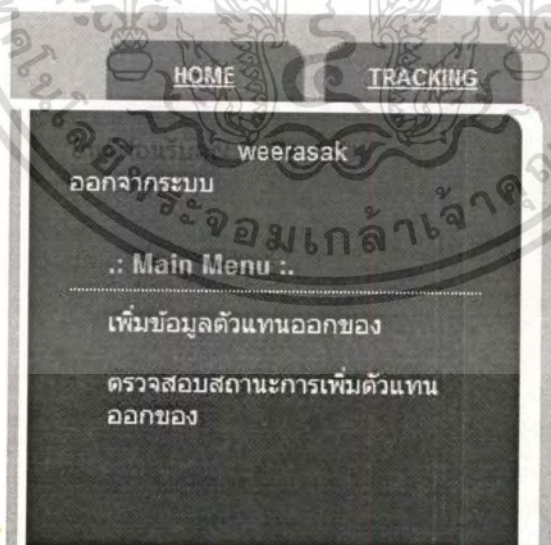 HOME TRACKING
weerasak
ออกจากระบบ
.: Main Menu :.
เพิ่มข้อมูลตัวแทนออกของ
ตรวจสอบสถานะการเพิ่มตัวแทน
ออกของ